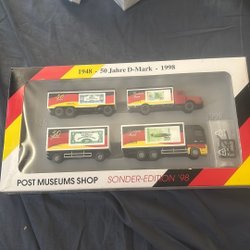 1948 - 50 Jahre D-Mark - 1998
POST MUSEUMS SHOP SONDER-EDITION '98